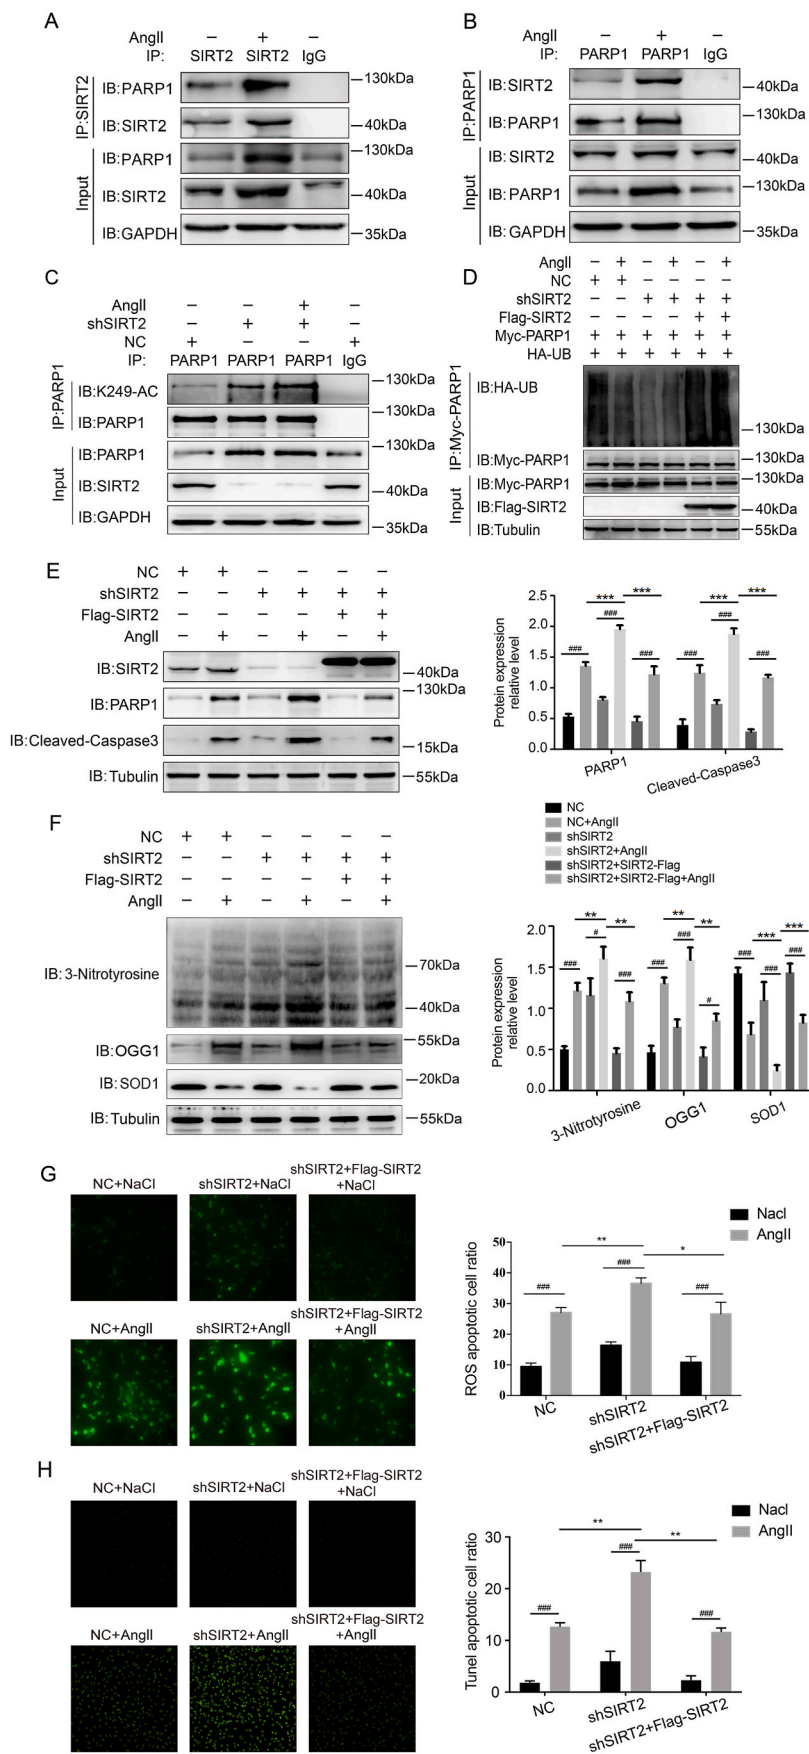 A
AngII − + −
IP: SIRT2 SIRT2 IgG
IP:SIRT2
IB:PARP1 130kDa
IB:SIRT2 40kDa
Input
IB:PARP1 130kDa
IB:SIRT2 40kDa
IB:GAPDH 35kDa
B
AngII − + −
IP: PARP1 PARP1 IgG
IP:PARP1
IB:SIRT2 40kDa
IB:PARP1 130kDa
Input
IB:SIRT2 40kDa
IB:PARP1 130kDa
IB:GAPDH 35kDa
C
AngII − − + −
shSIRT2 − + + −
NC + − − +
IP: PARP1 PARP1 PARP1 IgG
IP:PARP1
IB:K249-AC 130kDa
IB:PARP1 130kDa
Input
IB:PARP1 130kDa
IB:SIRT2 40kDa
IB:GAPDH 35kDa
D
AngII − + − + − +
NC + + − − − −
shSIRT2 − − + + + +
Flag-SIRT2 − − − − + +
Myc-PARP1 + + + + + +
HA-UB + + + + + +
IP:Myc-PARP1
IB:HA-UB 130kDa
IB:Myc-PARP1 130kDa
Input
IB:Myc-PARP1 130kDa
IB:Flag-SIRT2 40kDa
IB:Tubulin 55kDa
E
NC + + − − − −
shSIRT2 − − + + + +
Flag-SIRT2 − − − − + +
AngII − + − + − +
IB:SIRT2 40kDa
IB:PARP1 130kDa
IB:Cleaved-Caspase3 15kDa
IB:Tubulin 55kDa
Protein expression
relative level
2.5
2.0
1.5
1.0
0.5
0.0
*** *** *** ***
### ### ### ### ### ###
PARP1 Cleaved-Caspase3
NC
NC+AngII
shSIRT2
shSIRT2+AngII
shSIRT2+SIRT2-Flag
shSIRT2+SIRT2-Flag+AngII
F
NC + + − − − −
shSIRT2 − − + + + +
Flag-SIRT2 − − − − + +
AngII − + − + − +
IB: 3-Nitrotyrosine 70kDa
40kDa
IB:OGG1 55kDa
IB:SOD1 20kDa
IB:Tubulin 55kDa
Protein expression
relative level
2.0
1.5
1.0
0.5
0.0
** ** ** ** *** ***
### # ### ### ### # ### ### ###
3-Nitrotyrosine OGG1 SOD1
G
NC+NaCl shSIRT2+NaCl shSIRT2+Flag-SIRT2
+NaCl
NC+AngII shSIRT2+AngII shSIRT2+Flag-SIRT2
+AngII
NacI
AngII
ROS apoptotic cell ratio
50
40
30
20
10
0
** *
### ### ###
NC shSIRT2 shSIRT2+Flag-SIRT2
H
NC+NaCl shSIRT2+NaCl shSIRT2+Flag-SIRT2
+NaCl
NC+AngII shSIRT2+AngII shSIRT2+Flag-SIRT2
+AngII
NacI
AngII
Tunel apoptotic cell ratio
30
20
10
0
** **
### ### ###
NC shSIRT2 shSIRT2+Flag-SIRT2